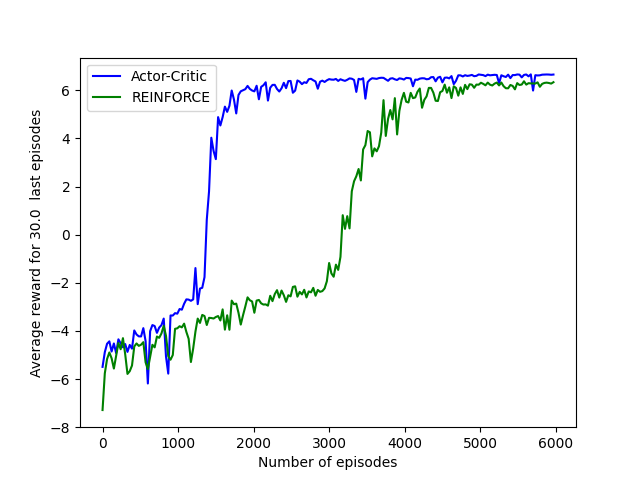 Actor-Critic
REINFORCE
6
4
2
0
−2
−4
−6
−8
0 1000 2000 3000 4000 5000 6000
Number of episodes
Average reward for 30.0  last episodes